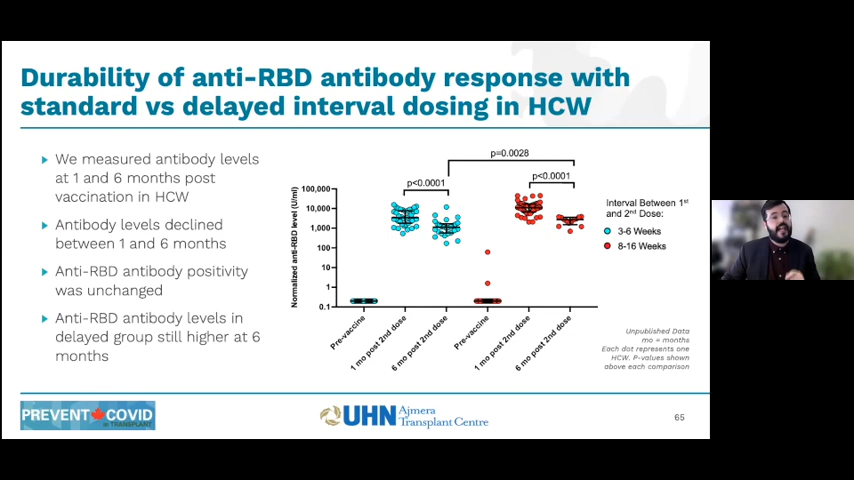 Durability of anti-RBD antibody response with
standard vs delayed interval dosing in HCW
We measured antibody levels
at 1 and 6 months post
vaccination in HCW
Antibody levels declined
between 1 and 6 months
Anti-RBD antibody positivity
was unchanged
Anti-RBD antibody levels in
delayed group still higher at 6
months
p=0.0028
p<0.0001
p<0.0001
Normalized anti-RBD level (U/ml)
100,000
10,000
1,000
100
10
1
0.1
Pre-vaccine
1 mo post 2nd dose
6 mo post 2nd dose
Pre-vaccine
1 mo post 2nd dose
6 mo post 2nd dose
Interval Between 1st
and 2nd Dose:
3-6 Weeks
8-16 Weeks
Unpublished Data
mo = months
Each dot represents one
HCW. P-values shown
above each comparison
PREVENT COVID
in TRANSPLANT
UHN Ajmera
Transplant Centre
65